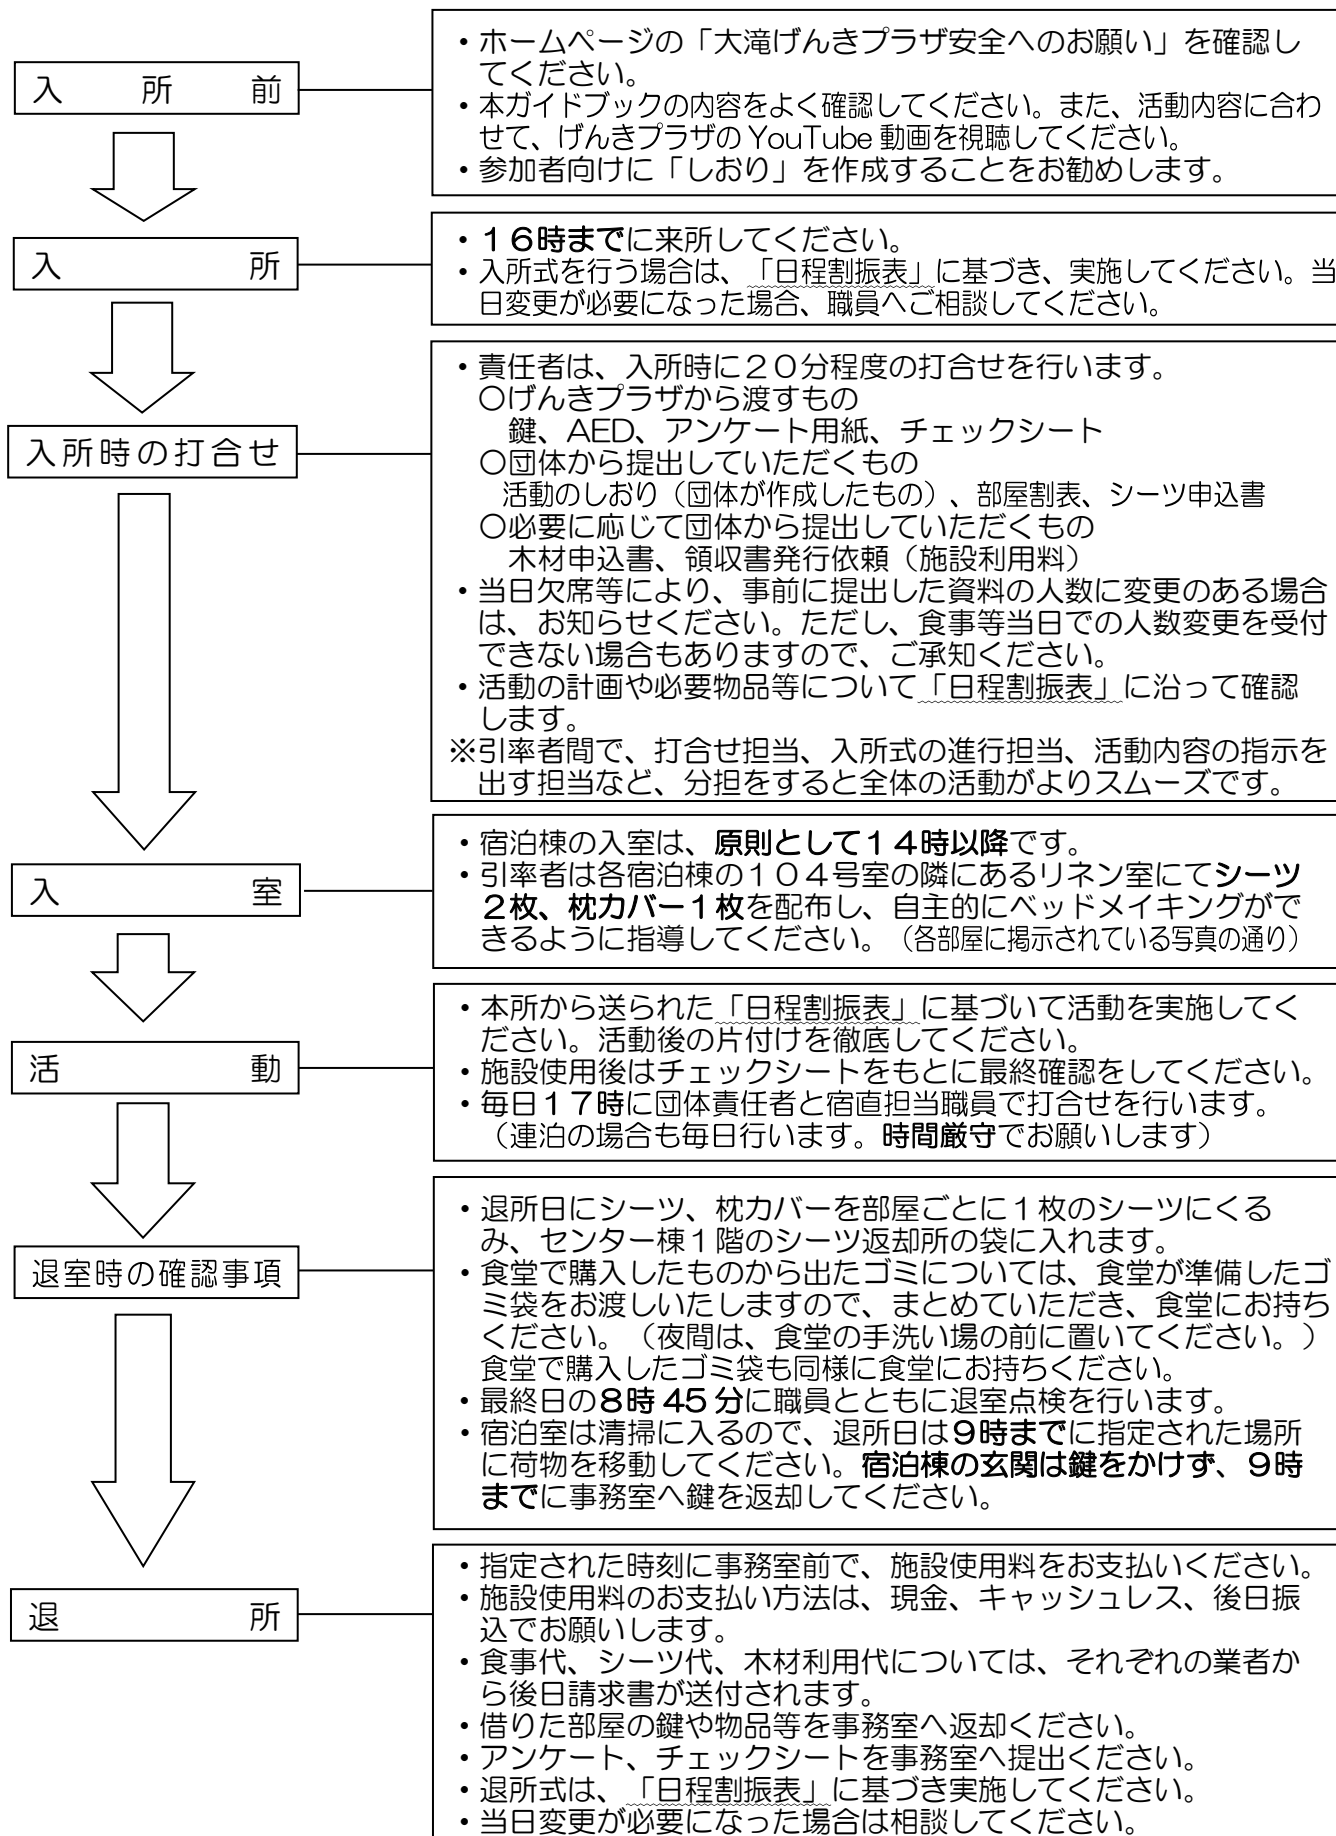 入所前
・ホームページの「大滝げんきプラザ安全へのお願い」を確認し
てください。
・本ガイドブックの内容をよく確認してください。また、活動内容に合わ
せて、げんきプラザの YouTube 動画を視聴してください。
・参加者向けに「しおり」を作成することをお勧めします。
入所
・１６時までに来所してください。
・入所式を行う場合は、「日程割振表」に基づき、実施してください。当
日変更が必要になった場合、職員へご相談してください。
入所時の打合せ
・責任者は、入所時に２０分程度の打合せを行います。
○げんきプラザから渡すもの
鍵、AED、アンケート用紙、チェックシート
○団体から提出していただくもの
活動のしおり（団体が作成したもの）、部屋割表、シーツ申込書
○必要に応じて団体から提出していただくもの
木材申込書、領収書発行依頼（施設利用料）
・当日欠席等により、事前に提出した資料の人数に変更のある場合
は、お知らせください。ただし、食事等当日での人数変更を受付
できない場合もありますので、ご承知ください。
・活動の計画や必要物品等について「日程割振表」に沿って確認
します。
※引率者間で、打合せ担当、入所式の進行担当、活動内容の指示を
出す担当など、分担をすると全体の活動がよりスムーズです。
入室
・宿泊棟の入室は、原則として１４時以降です。
・引率者は各宿泊棟の１０４号室の隣にあるリネン室にてシーツ
２枚、枕カバー１枚を配布し、自主的にベッドメイキングがで
きるように指導してください。（各部屋に掲示されている写真の通り）
活動
・本所から送られた「日程割振表」に基づいて活動を実施してく
ださい。活動後の片付けを徹底してください。
・施設使用後はチェックシートをもとに最終確認をしてください。
・毎日１７時に団体責任者と宿直担当職員で打合せを行います。
（連泊の場合も毎日行います。時間厳守でお願いします）
退室時の確認事項
・退所日にシーツ、枕カバーを部屋ごとに１枚のシーツにくる
み、センター棟１階のシーツ返却所の袋に入れます。
・食堂で購入したものから出たゴミについては、食堂が準備したゴ
ミ袋をお渡しいたしますので、まとめていただき、食堂にお持ち
ください。（夜間は、食堂の手洗い場の前に置いてください。）
食堂で購入したゴミ袋も同様に食堂にお持ちください。
・最終日の８時 45 分に職員とともに退室点検を行います。
・宿泊室は清掃に入るので、退所日は９時までに指定された場所
に荷物を移動してください。宿泊棟の玄関は鍵をかけず、９時
までに事務室へ鍵を返却してください。
退所
・指定された時刻に事務室前で、施設使用料をお支払いください。
・施設使用料のお支払い方法は、現金、キャッシュレス、後日振
込でお願いします。
・食事代、シーツ代、木材利用代については、それぞれの業者か
ら後日請求書が送付されます。
・借りた部屋の鍵や物品等を事務室へ返却ください。
・アンケート、チェックシートを事務室へ提出ください。
・退所式は、「日程割振表」に基づき実施してください。
・当日変更が必要になった場合は相談してください。